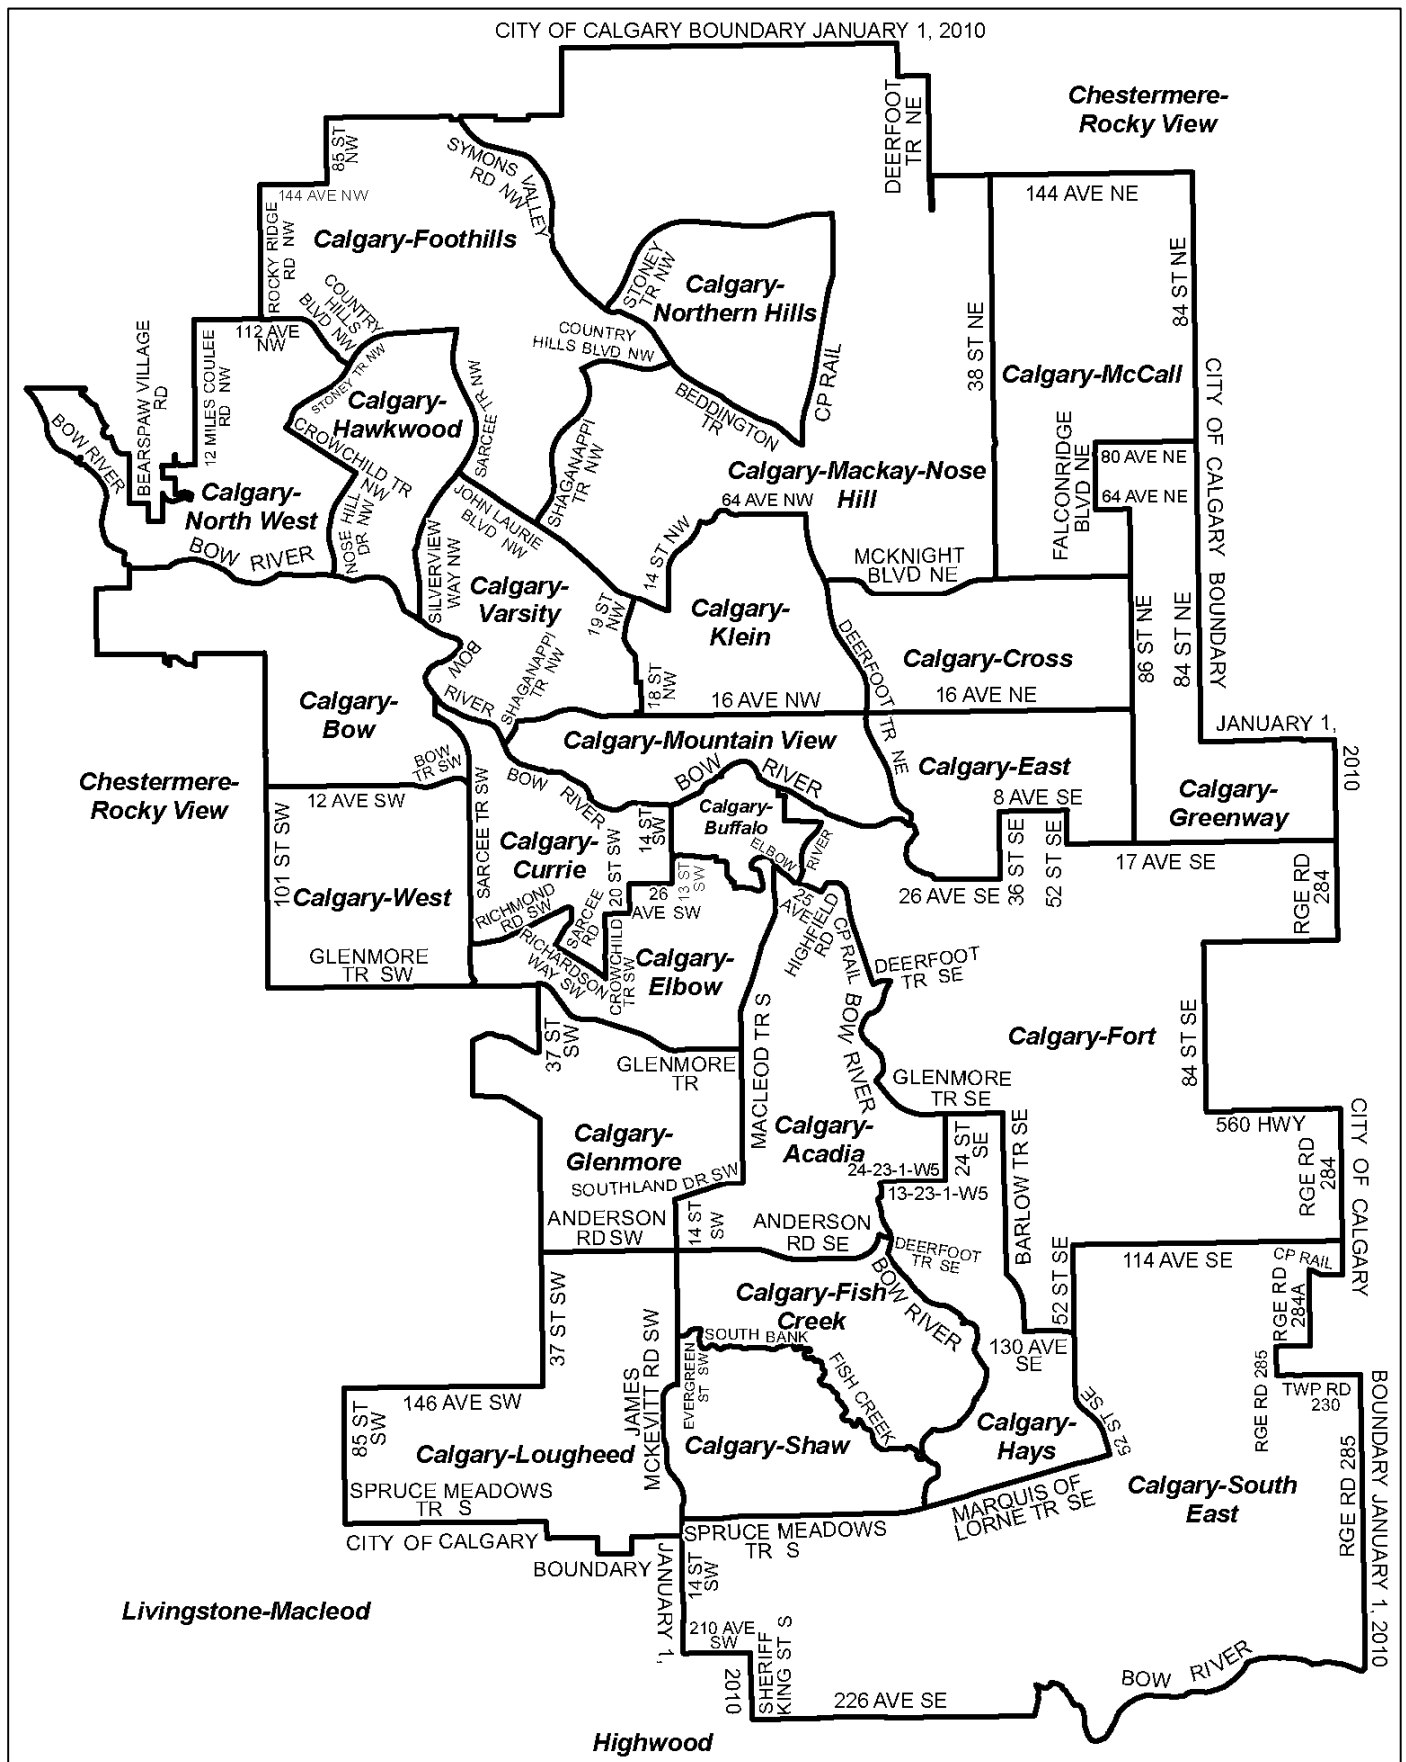 CITY OF CALGARY BOUNDARY JANUARY 1, 2010
Chestermere-
Rocky View
DEERFOOT
TR NE
85 ST
NW
SYMONS VALLEY
RD NW
144 AVE NW
144 AVE NE
ROCKY RIDGE
RD NW
Calgary-Foothills
84 ST NE
STONEY
TR NW
Calgary-
Northern Hills
COUNTRY
HILLS
BLVD NW
112 AVE
NW
COUNTRY
HILLS BLVD NW
38 ST NE
BEARSPAW VILLAGE
RD
12 MILES COULEE
RD NW
STONEY TR NW
CP RAIL
Calgary-McCall
CITY OF CALGARY BOUNDARY
Calgary-
Hawkwood
SARCEE TR NW
BEDDINGTON
TR
BOW RIVER
CROWCHILD TR
NW
SHAGANAPPI
TR NW
FALCONRIDGE
BLVD NE
80 AVE NE
Calgary-Mackay-Nose
Hill
64 AVE NW
64 AVE NE
Calgary-
North West
NOSE HILL
DR NW
JOHN LAURIE
BLVD NW
BOW RIVER
14 ST NW
MCKNIGHT
BLVD NE
SILVERVIEW
WAY NW
Calgary-
Varsity
19 ST
NW
Calgary-
Klein
DEERFOOT TR NE
86 ST NE
84 ST NE
Calgary-Cross
BOW
RIVER
SHAGANAPPI
TR NW
18 ST
NW
16 AVE NW
16 AVE NE
Calgary-
Bow
JANUARY 1,
2010
Calgary-Mountain View
BOW
TR SW
Chestermere-
Rocky View
SARCEE TR SW
BOW RIVER
BOW RIVER
Calgary-East
12 AVE SW
8 AVE SE
Calgary-
Greenway
101 ST SW
Calgary-
Buffalo
14 ST
SW
Calgary-
Currie
20 ST SW
ELBOW
RIVER
36 ST SE
52 ST SE
17 AVE SE
13 ST
SW
Calgary-West
26
AVE SW
26 AVE SE
RGE RD
284
RICHMOND
RD SW
SARCEE
RD
RICHARDSON
WAY SW
CROWCHILD
TR SW
25
AVE
HIGHFIELD
RD
CP RAIL
GLENMORE
TR SW
Calgary-
Elbow
DEERFOOT
TR SE
37 ST
SW
MACLEOD TR S
BOW RIVER
Calgary-Fort
84 ST SE
GLENMORE
TR
GLENMORE
TR SE
560 HWY
CITY OF CALGARY
Calgary-
Glenmore
Calgary-
Acadia
24 ST
SE
BARLOW TR SE
RGE RD
284
SOUTHLAND DR SW
24-23-1-W5
13-23-1-W5
ANDERSON
RD SW
14 ST
SW
ANDERSON
RD SE
DEERFOOT
TR SE
52 ST SE
114 AVE SE
CP RAIL
BOW RIVER
RGE RD
284A
37 ST SW
Calgary-Fish
Creek
JAMES
MCKEVITT RD SW
SOUTH BANK
EVERGREEN
ST SW
FISH CREEK
130 AVE
SE
RGE RD 285
TWP RD
230
146 AVE SW
85 ST
SW
52 ST SE
BOUNDARY JANUARY 1, 2010
Calgary-Lougheed
Calgary-Shaw
Calgary-
Hays
Calgary-South
East
RGE RD 285
SPRUCE MEADOWS
TR S
MARQUIS OF
LORNE TR SE
CITY OF CALGARY
BOUNDARY
SPRUCE MEADOWS
TR S
JANUARY 1,
14 ST
SW
Livingstone-Macleod
210 AVE
SW
2010
SHERIFF
KING ST S
226 AVE SE
BOW RIVER
Highwood